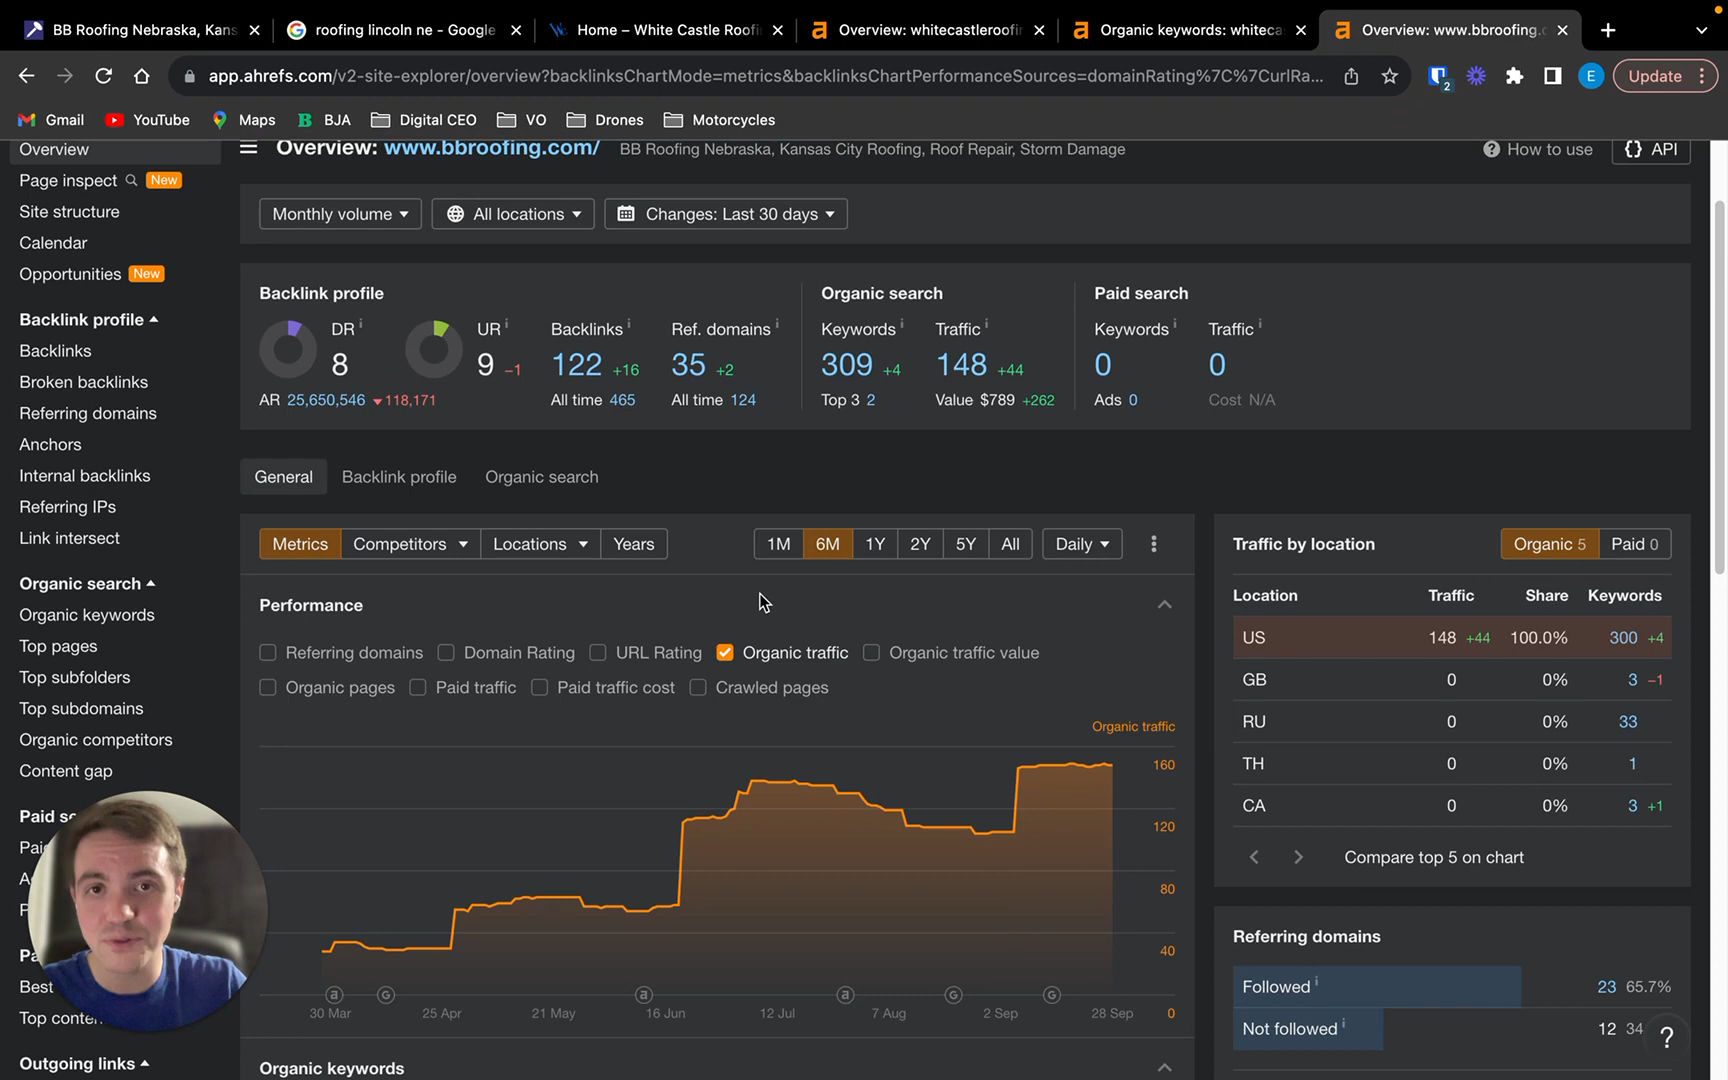 BB Roofing Nebraska, Kans
roofing lincoln ne - Google
Home – White Castle Roofin
Overview: whitecastleroofin
Organic keywords: whiteca
Overview: www.bbroofing.c
app.ahrefs.com/v2-site-explorer/overview?backlinksChartMode=metrics&backlinksChartPerformanceSources=domainRating%7C%7CurlRa...
2
E
Update
Gmail
YouTube
Maps
BJA
Digital CEO
VO
Drones
Motorcycles
Overview
Page inspect New
Site structure
Calendar
Opportunities New
Backlink profile
Backlinks
Broken backlinks
Referring domains
Anchors
Internal backlinks
Referring IPs
Link intersect
Organic search
Organic keywords
Top pages
Top subfolders
Top subdomains
Organic competitors
Content gap
Paid se
Pai
A
P
Pa
Best
Top conten
Outgoing links
Overview: www.bbroofing.com/ BB Roofing Nebraska, Kansas City Roofing, Roof Repair, Storm Damage
How to use
{} API
Monthly volume
All locations
Changes: Last 30 days
Backlink profile
DR
8
UR
9 −1
Backlinks
122 +16
Ref. domains
35 +2
AR 25,650,546 118,171
All time 465
All time 124
Organic search
Keywords
309 +4
Traffic
148 +44
Top 3 2
Value $789 +262
Paid search
Keywords
0
Traffic
0
Ads 0
Cost N/A
General
Backlink profile
Organic search
Metrics
Competitors
Locations
Years
1M
6M
1Y
2Y
5Y
All
Daily
Performance
Referring domains
Domain Rating
URL Rating
Organic traffic
Organic traffic value
Organic pages
Paid traffic
Paid traffic cost
Crawled pages
Organic traffic
160
120
80
40
0
a
G
a
a
G
G
30 Mar
25 Apr
21 May
16 Jun
12 Jul
7 Aug
2 Sep
28 Sep
Organic keywords
Traffic by location
Organic 5
Paid 0
Location Traffic Share Keywords
US 148 +44 100.0% 300 +4
GB 0 0% 3 −1
RU 0 0% 33
TH 0 0% 1
CA 0 0% 3 +1
Compare top 5 on chart
Referring domains
Followed 23 65.7%
Not followed 12 34
?